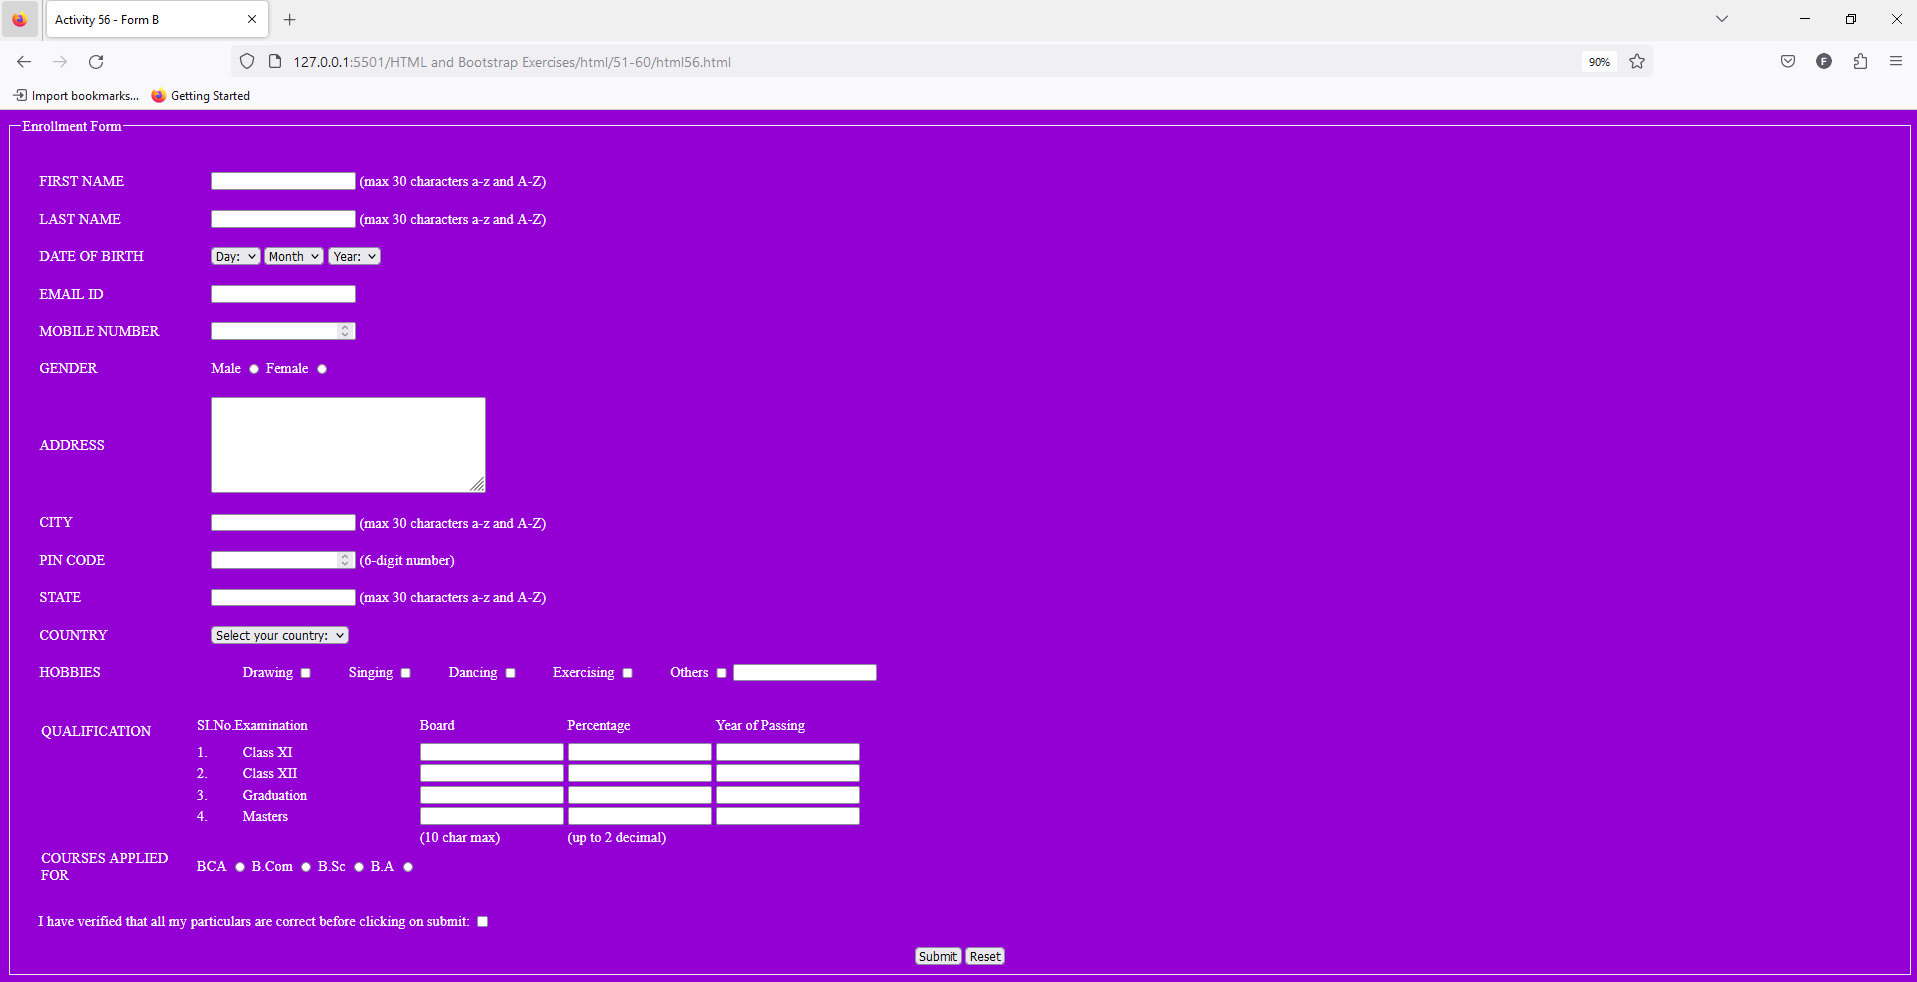 Activity 56 - Form B
127.0.0.1:5501/HTML and Bootstrap Exercises/html/51-60/html56.html
90%
F
Import bookmarks... Getting Started
Enrollment Form
FIRST NAME (max 30 characters a-z and A-Z)
LAST NAME (max 30 characters a-z and A-Z)
DATE OF BIRTH Day: Month Year:
EMAIL ID
MOBILE NUMBER
GENDER Male Female
ADDRESS
CITY (max 30 characters a-z and A-Z)
PIN CODE (6-digit number)
STATE (max 30 characters a-z and A-Z)
COUNTRY Select your country:
HOBBIES Drawing Singing Dancing Exercising Others
QUALIFICATION SI.No.Examination Board Percentage Year of Passing
1. Class XI
2. Class XII
3. Graduation
4. Masters
(10 char max) (up to 2 decimal)
COURSES APPLIED
FOR
BCA B.Com B.Sc B.A
I have verified that all my particulars are correct before clicking on submit:
Submit Reset